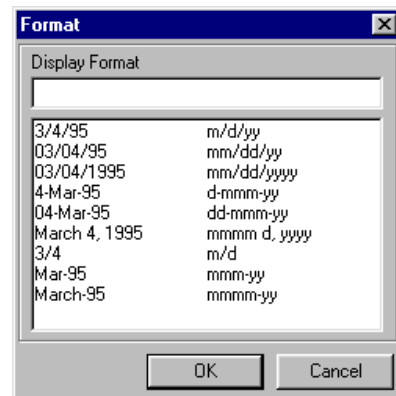 Format
Display Format
3/4/95 m/d/yy
03/04/95 mm/dd/yy
03/04/1995 mm/dd/yyyy
4-Mar-95 d-mmm-yy
04-Mar-95 dd-mmm-yy
March 4, 1995 mmmm d, yyyy
3/4 m/d
Mar-95 mmm-yy
March-95 mmmm-yy
OK Cancel